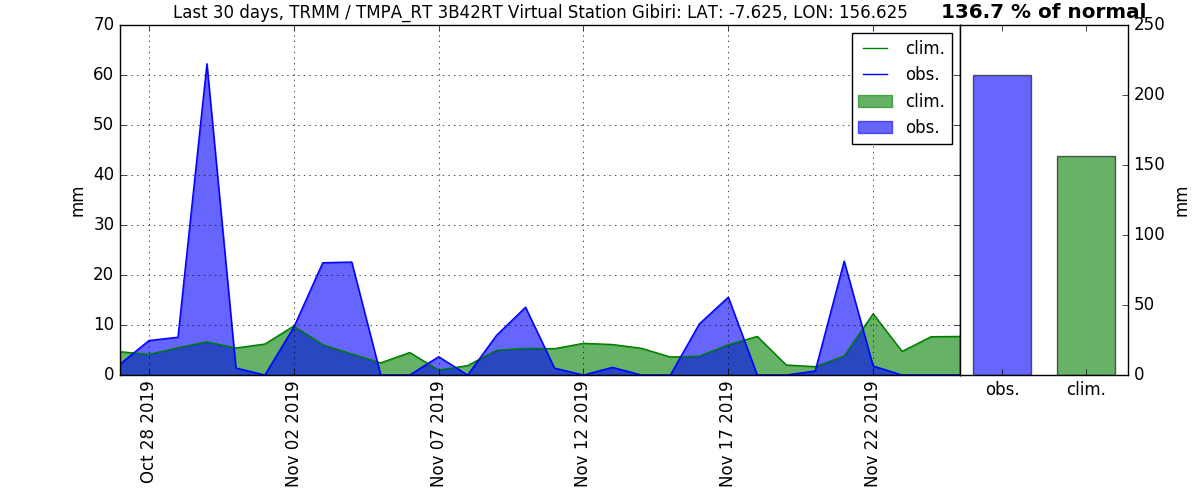 Last 30 days, TRMM / TMPA_RT 3B42RT Virtual Station Gibiri: LAT: -7.625, LON: 156.625
136.7 % of normal
70
60
50
40
30
20
10
0
mm
clim.
obs.
clim.
obs.
Oct 28 2019
Nov 02 2019
Nov 07 2019
Nov 12 2019
Nov 17 2019
Nov 22 2019
250
200
150
100
50
0
mm
obs.
clim.